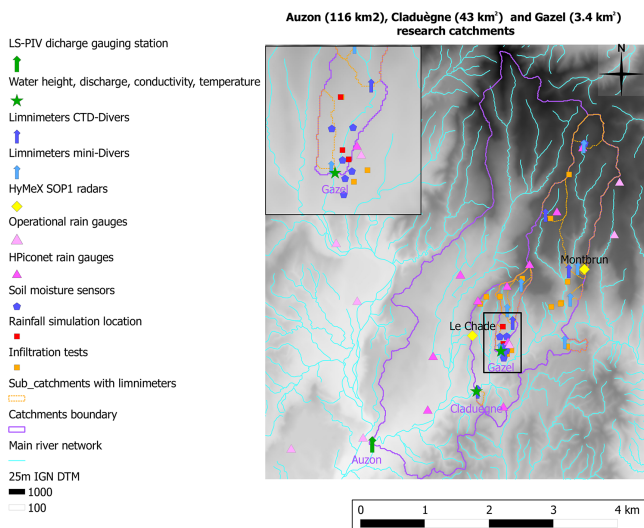 Auzon (116 km2), Claduègne (43 km²) and Gazel (3.4 km²)
research catchments
LS-PIV dicharge gauging station
Water height, discharge, conductivity, temperature
Limnimeters CTD-Divers
Limnimeters mini-Divers
HyMeX SOP1 radars
Operational rain gauges
HPiconet rain gauges
Soil moisture sensors
Rainfall simulation location
Infiltration tests
Sub_catchments with limnimeters
Catchments boundary
Main river network
25m IGN DTM
1000
100
N
Gazel
Montbrun
Le Chade
Gazel
Claduegne
Auzon
0 1 2 3 4 km